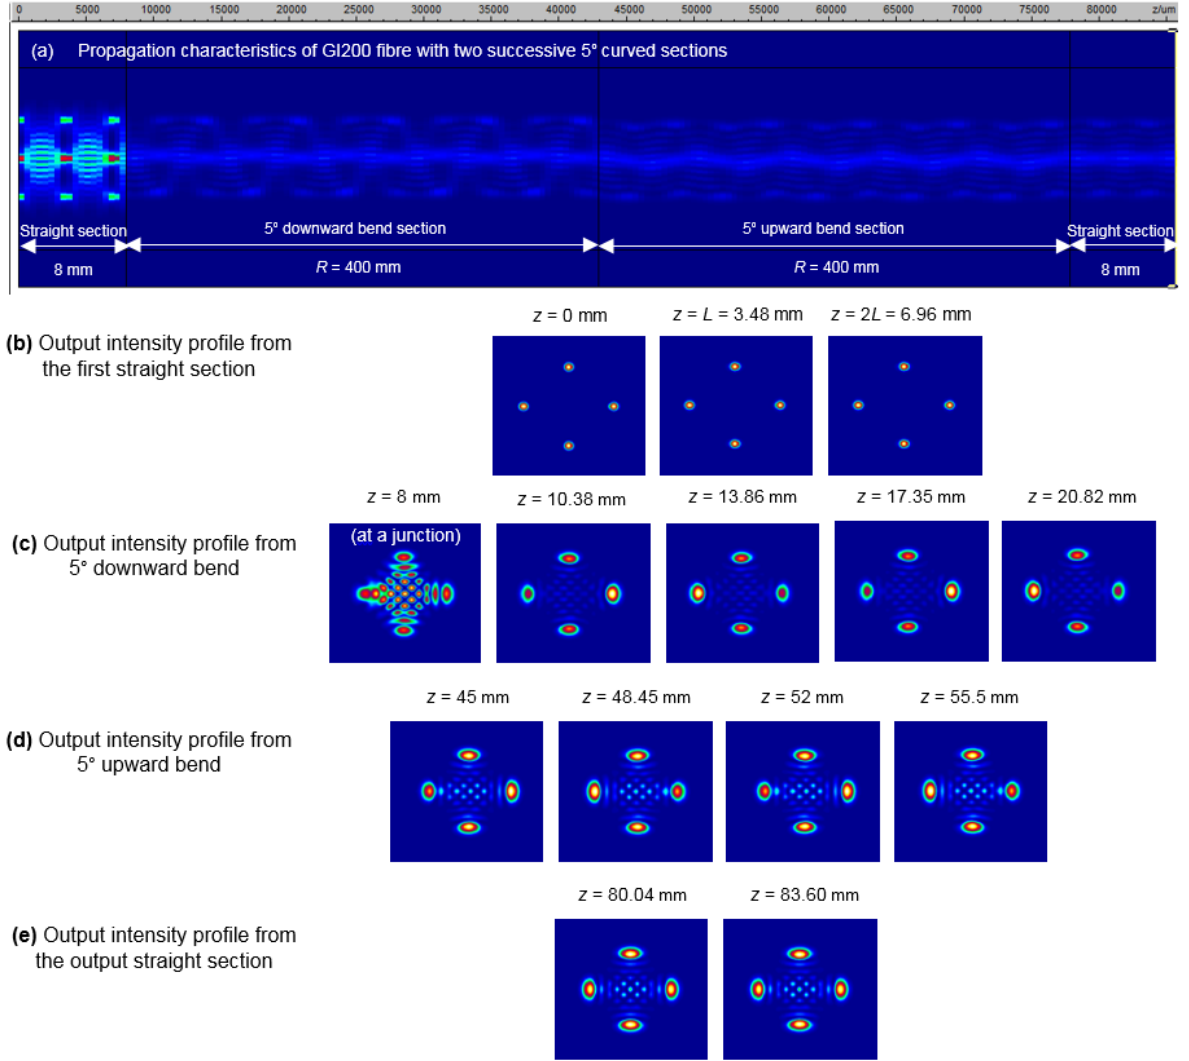 0 5000 10000 15000 20000 25000 30000 35000 40000 45000 50000 55000 60000 65000 70000 75000 80000 z/um
(a) Propagation characteristics of GI200 fibre with two successive 5° curved sections
Straight section 5° downward bend section 5° upward bend section Straight section
8 mm R = 400 mm R = 400 mm 8 mm
z = 0 mm z = L = 3.48 mm z = 2L = 6.96 mm
(b) Output intensity profile from
the first straight section
z = 8 mm z = 10.38 mm z = 13.86 mm z = 17.35 mm z = 20.82 mm
(at a junction)
(c) Output intensity profile from
5° downward bend
z = 45 mm z = 48.45 mm z = 52 mm z = 55.5 mm
(d) Output intensity profile from
5° upward bend
z = 80.04 mm z = 83.60 mm
(e) Output intensity profile from
the output straight section